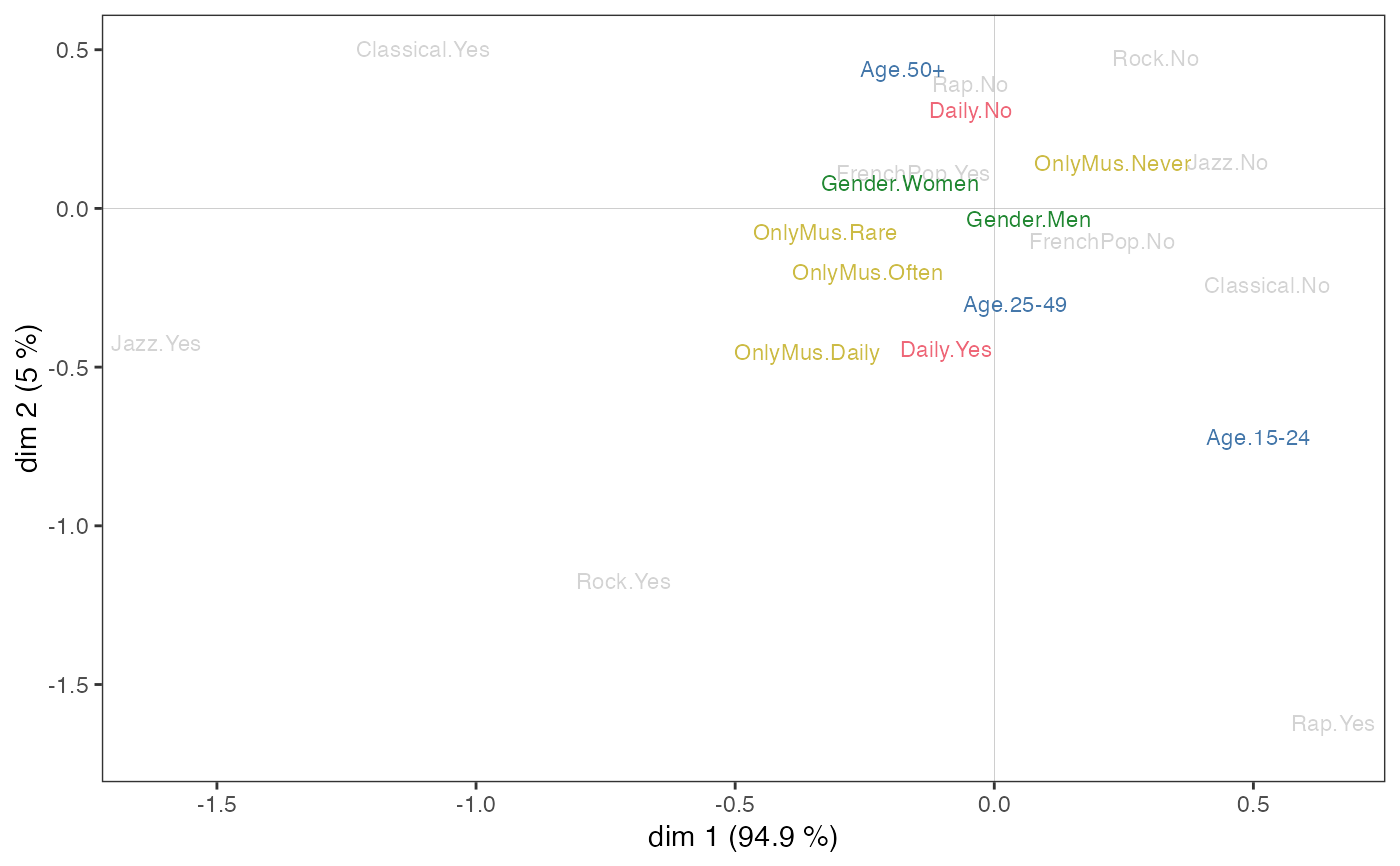 0.5
Classical.Yes
Rock.No
Age.50+
Rap.No
Daily.No
OnlyMus.Never
Jazz.No
FrenchPop.Yes
Gender.Women
0.0
Gender.Men
OnlyMus.Rare
FrenchPop.No
OnlyMus.Often
Classical.No
Age.25-49
Jazz.Yes
OnlyMus.Daily
Daily.Yes
-0.5
Age.15-24
-1.0
Rock.Yes
-1.5
Rap.Yes
-1.5 -1.0 -0.5 0.0 0.5
dim 1 (94.9 %)
dim 2 (5 %)